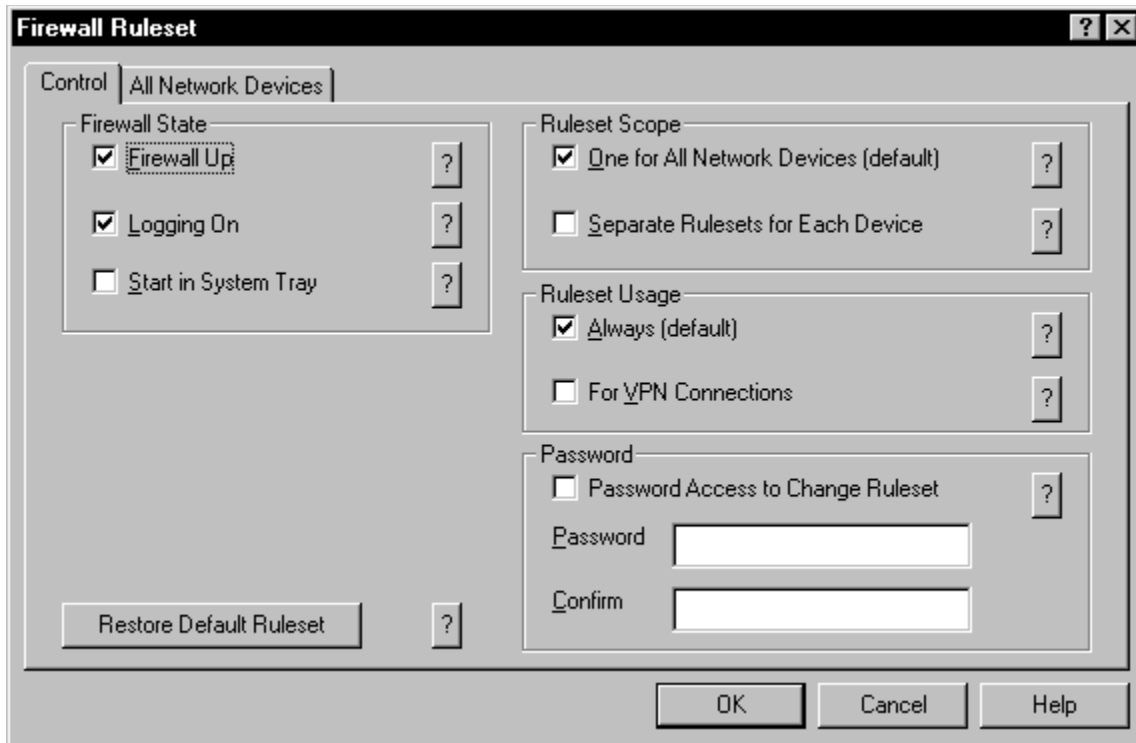 Firewall Ruleset
Control
All Network Devices
Firewall State
Firewall Up
?
Logging On
?
Start in System Tray
?
Restore Default Ruleset
?
Ruleset Scope
One for All Network Devices (default)
?
Separate Rulesets for Each Device
?
Ruleset Usage
Always (default)
?
For VPN Connections
?
Password
Password Access to Change Ruleset
?
Password
Confirm
OK
Cancel
Help